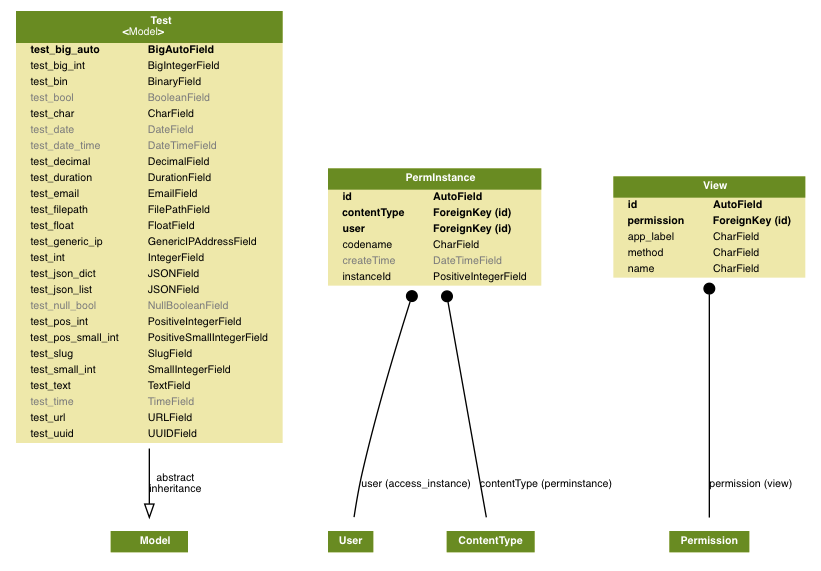 Test
<Model>
test_big_auto BigAutoField
test_big_int BigIntegerField
test_bin BinaryField
test_bool BooleanField
test_char CharField
test_date DateField
test_date_time DateTimeField
test_decimal DecimalField
test_duration DurationField
test_email EmailField
test_filepath FilePathField
test_float FloatField
test_generic_ip GenericIPAddressField
test_int IntegerField
test_json_dict JSONField
test_json_list JSONField
test_null_bool NullBooleanField
test_pos_int PositiveIntegerField
test_pos_small_int PositiveSmallIntegerField
test_slug SlugField
test_small_int SmallIntegerField
test_text TextField
test_time TimeField
test_url URLField
test_uuid UUIDField
abstract
inheritance
Model
PermInstance
id AutoField
contentType ForeignKey (id)
user ForeignKey (id)
codename CharField
createTime DateTimeField
instanceId PositiveIntegerField
user (access_instance)
contentType (perminstance)
User
ContentType
View
id AutoField
permission ForeignKey (id)
app_label CharField
method CharField
name CharField
permission (view)
Permission